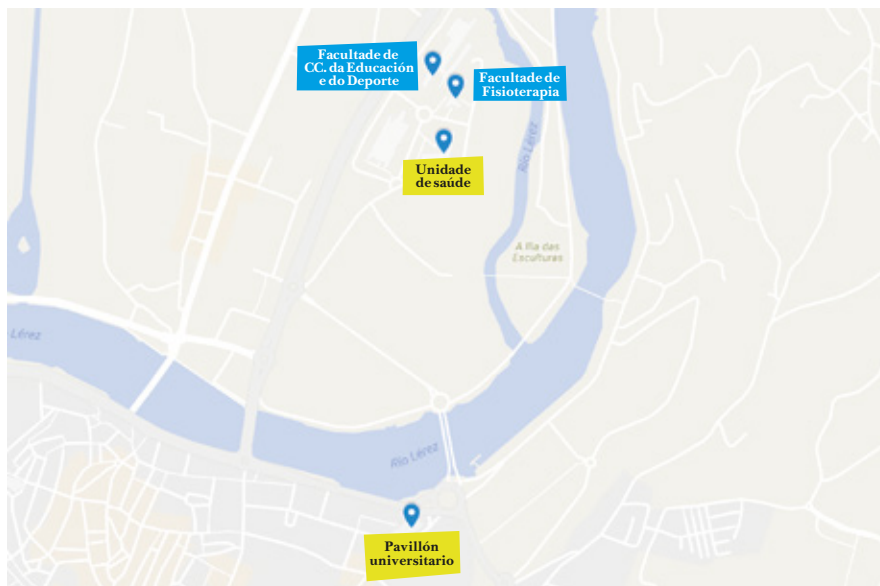 Facultade de
CC. da Educación
e do Deporte
Facultade de
Fisioterapia
Unidade
de saúde
Río Lérez
A Illa das
Esculturas
Lérez
Río Lérez
Pavillón
universitario